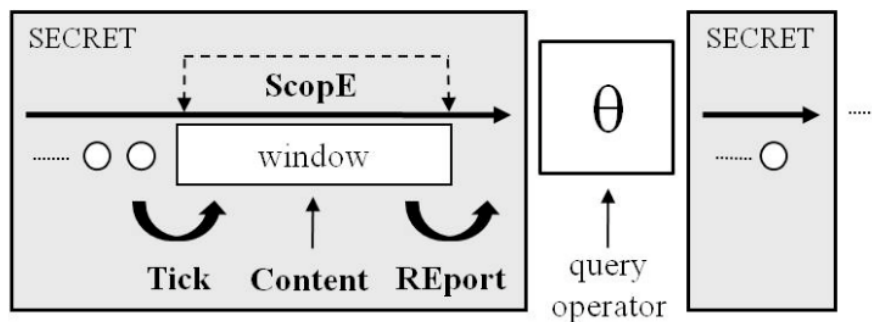 SECRET
ScopE
window
Tick Content REport
θ
query
operator
SECRET